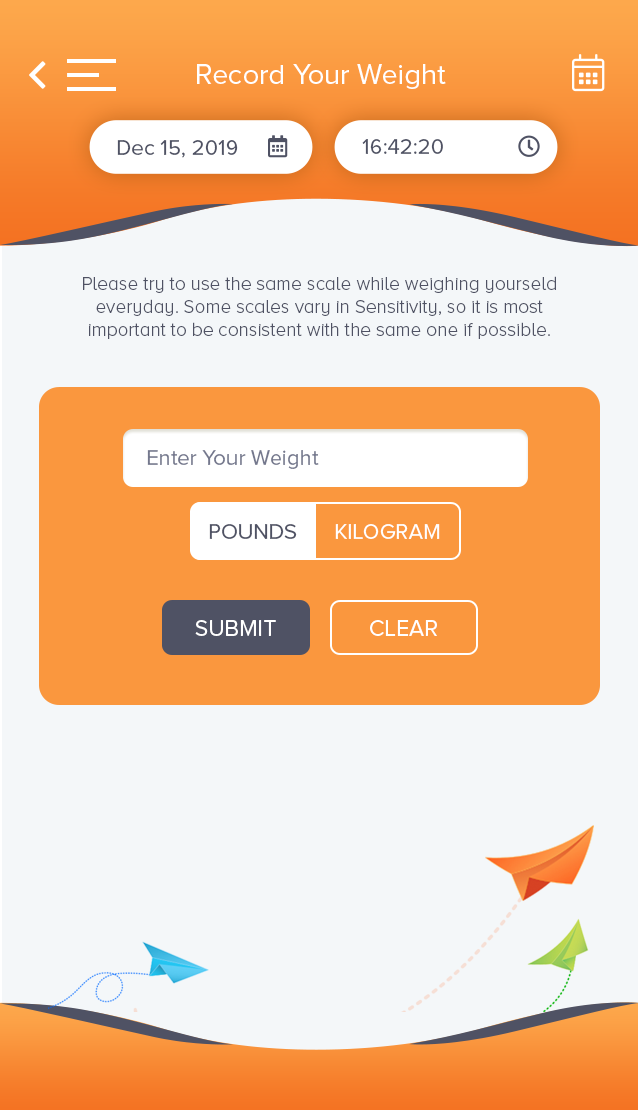 Record Your Weight
Dec 15, 2019
16:42:20
Please try to use the same scale while weighing yourseld
everyday. Some scales vary in Sensitivity, so it is most
important to be consistent with the same one if possible.
Enter Your Weight
POUNDS
KILOGRAM
SUBMIT
CLEAR